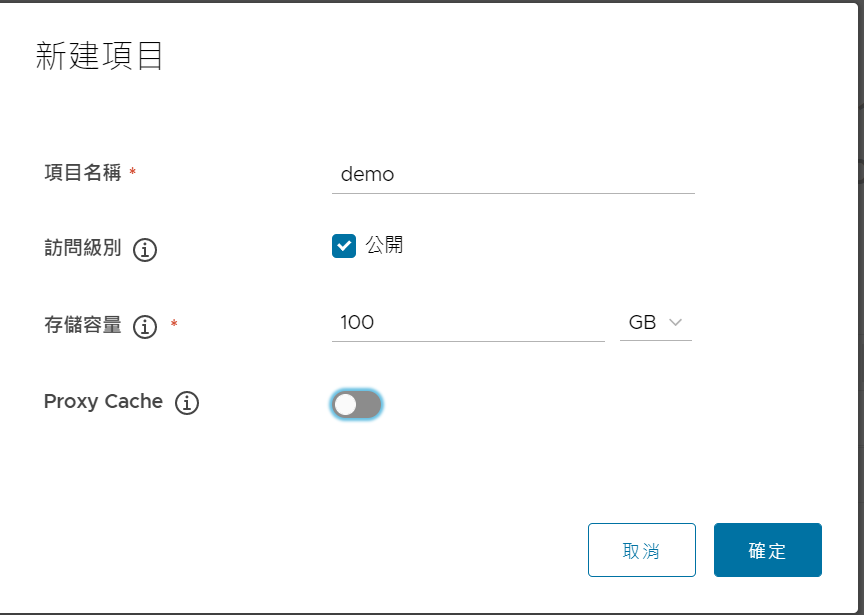 新建項目
項目名稱 * demo
訪問級別 公開
存儲容量 * 100 GB
Proxy Cache
取消 確定